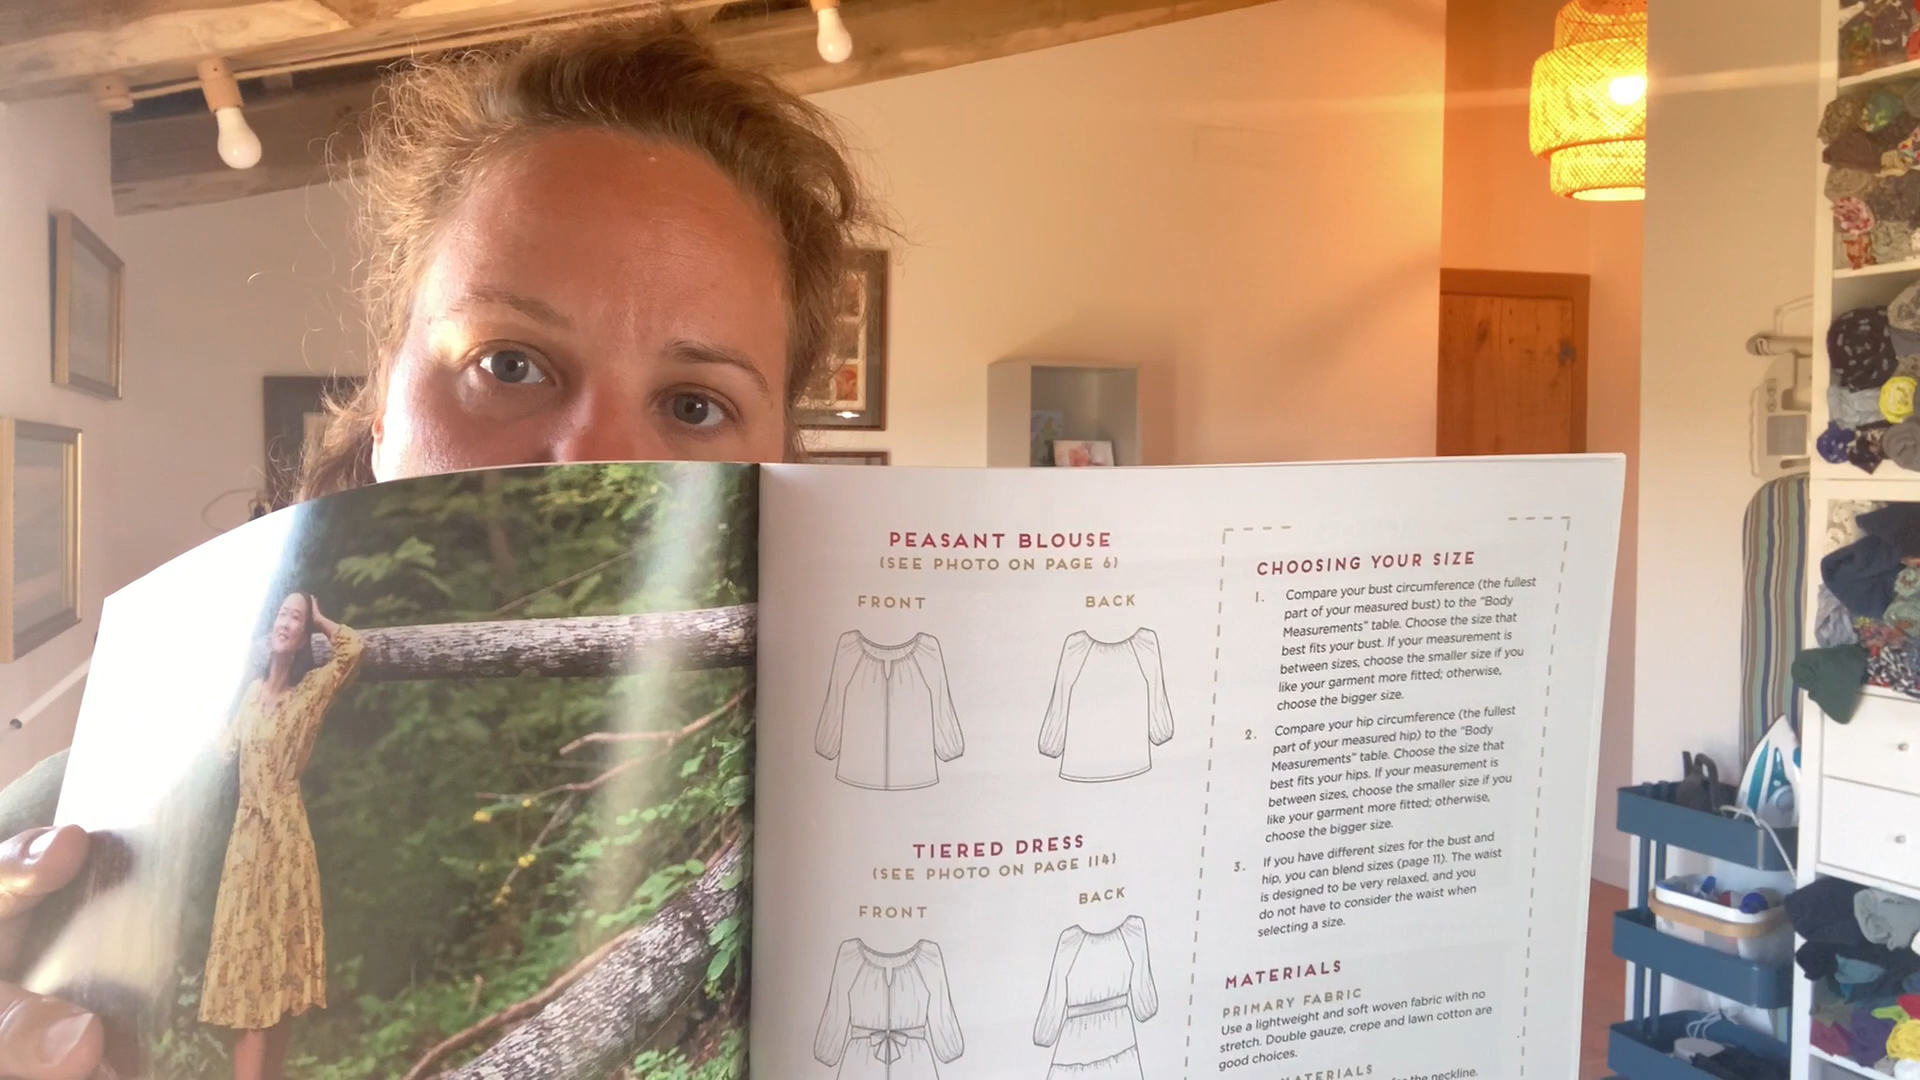 PEASANT BLOUSE
(SEE PHOTO ON PAGE 6)
FRONT
BACK
TIERED DRESS
(SEE PHOTO ON PAGE 114)
FRONT
BACK
CHOOSING YOUR SIZE
1. Compare your bust circumference (the fullest
part of your measured bust) to the "Body
Measurements" table. Choose the size that
best fits your bust. If your measurement is
between sizes, choose the smaller size if you
like your garment more fitted; otherwise,
choose the bigger size.
2. Compare your hip circumference (the fullest
part of your measured hip) to the "Body
Measurements" table. Choose the size that
best fits your hips. If your measurement is
between sizes, choose the smaller size if you
like your garment more fitted; otherwise,
choose the bigger size.
3. If you have different sizes for the bust and
hip, you can blend sizes (page 11). The waist
is designed to be very relaxed, and you
do not have to consider the waist when
selecting a size.
MATERIALS
PRIMARY FABRIC
Use a lightweight and soft woven fabric with no
stretch. Double gauze, crepe and lawn cotton are
good choices.
MATERIALS
the neckline.